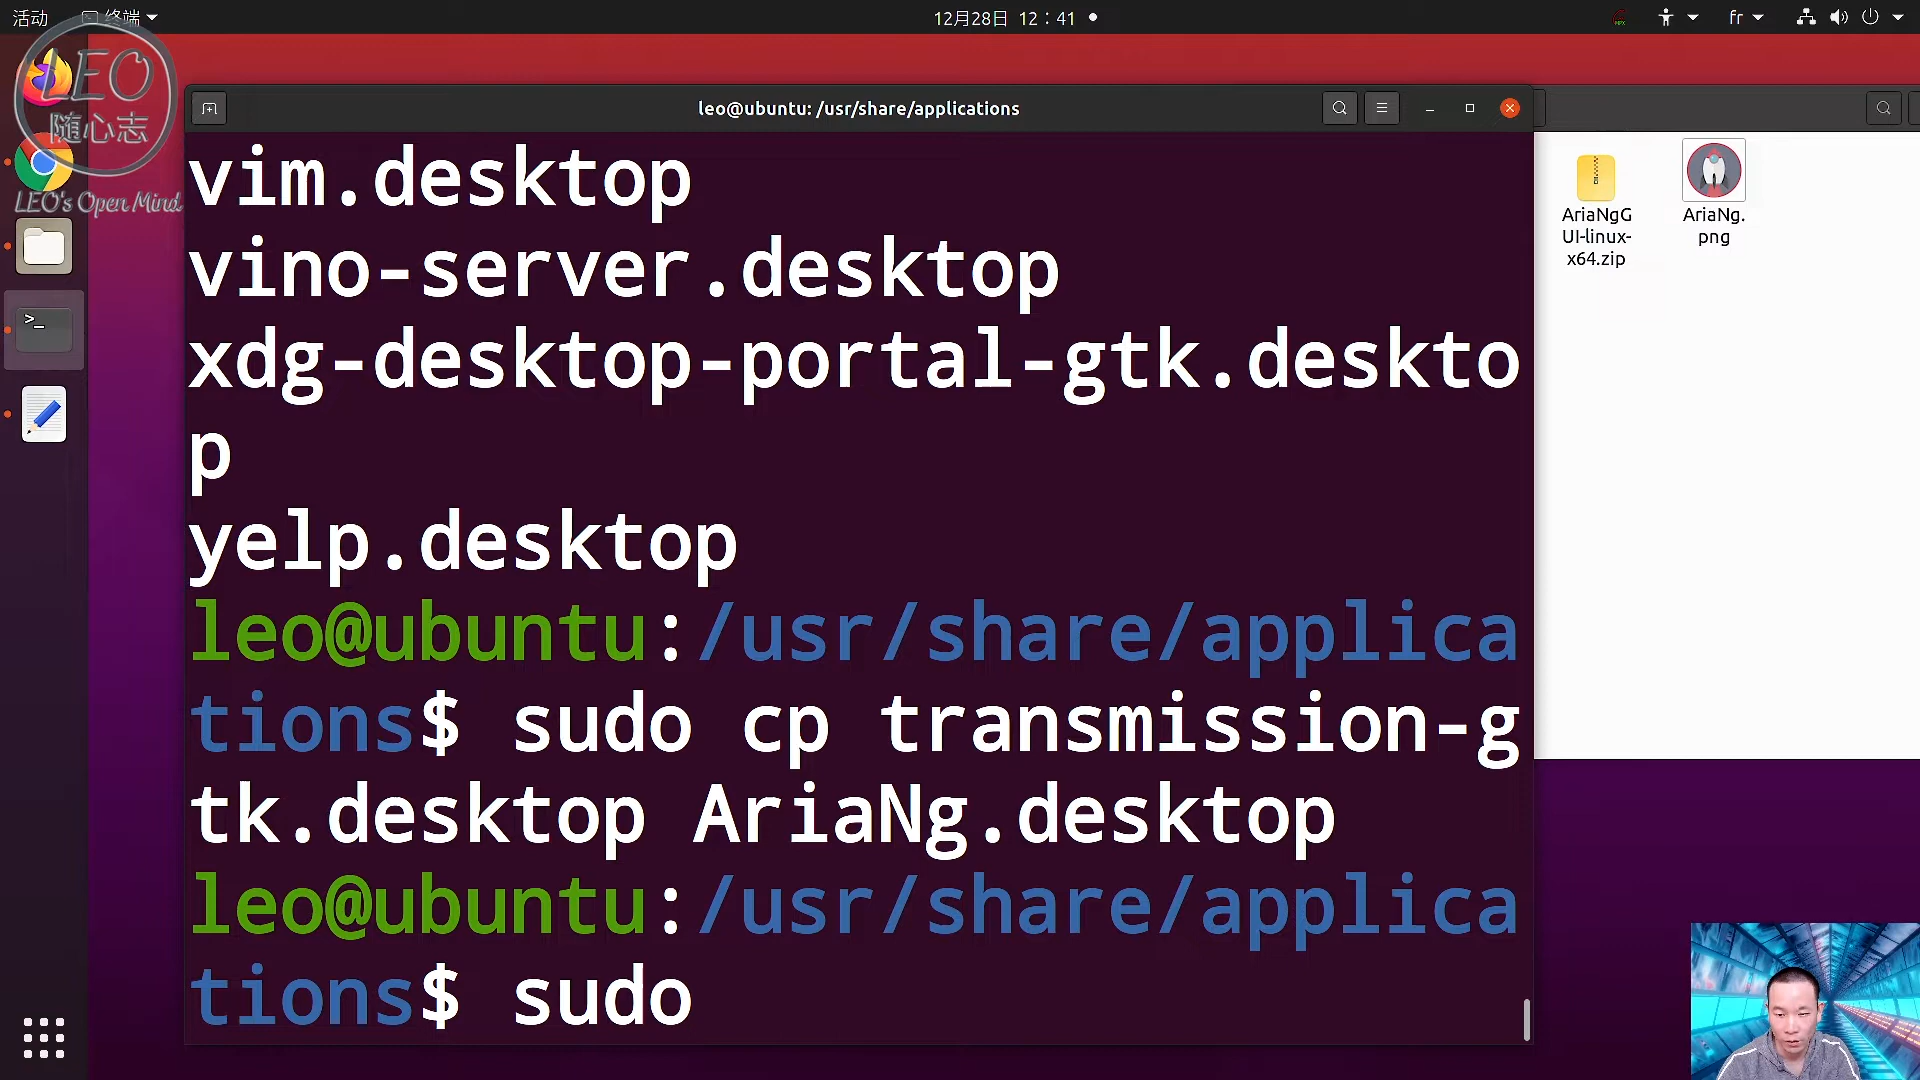 活动
终端
12月28日 12：41
fr
LEO
随心志
LEO's Open Mind
leo@ubuntu: /usr/share/applications
vim.desktop
vino-server.desktop
xdg-desktop-portal-gtk.deskto
p
yelp.desktop
leo@ubuntu:/usr/share/applica
tions$ sudo cp transmission-g
tk.desktop AriaNg.desktop
leo@ubuntu:/usr/share/applica
tions$ sudo
AriaNgG
UI-linux-
x64.zip
AriaNg.
png